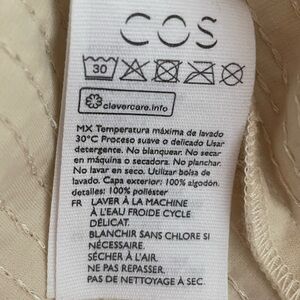 COS
30
clevercare.info
MX Temperatura máxima de lavado
30°C Proceso suave o delicado Usar
detergente. No blanquear. No secar
en máquina o secadora. No planchar.
No lavar en seco. Utilizar bolsa de
lavado. Capa exterior: 100% algodón.
detalles: 100% poliéster
FR LAVER À LA MACHINE
À L'EAU FROIDE CYCLE
DÉLICAT.
BLANCHIR SANS CHLORE SI
NÉCESSAIRE.
SÉCHER À L'AIR.
NE PAS REPASSER.
PAS DE NETTOYAGE À SEC.